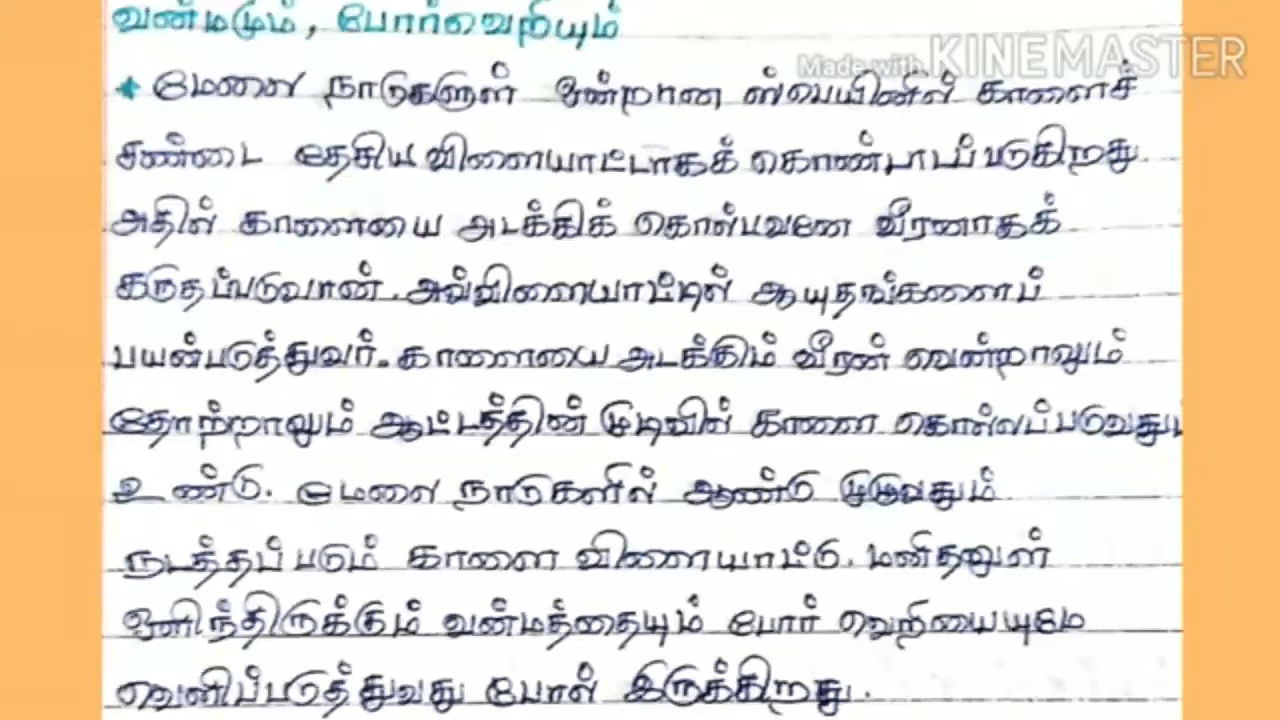 வன்மமும், போர்வெறியும்
Made with KINEMASTER
* மேலை நாடுகளுள் ஒன்றான ஸ்பெயினில் காளைச்
சண்டை தேசிய விளையாட்டாகக் கொண்டாடப் படுகிறது.
அதில் காளையை அடக்கிக் கொல்பவனே வீரனாகக்
கருதப்படுவான். அவ்விளையாட்டில் ஆயுதங்களைப்
பயன்படுத்துவர். காளையை அடக்கும் வீரன் வென்றாலும்
தோற்றாலும் ஆட்டத்தின் முடிவில் காளை கொல்லப்படுவதும்
உண்டு. மேலை நாடுகளில் ஆண்டு முழுவதும்
நடத்தப் படும் காளை விளையாட்டு. மனிதனுள்
ஒளிந்திருக்கும் வன்மத்தையும் போர் வெறியையுமே
வெளிப்படுத்துவது போல் இருக்கிறது.